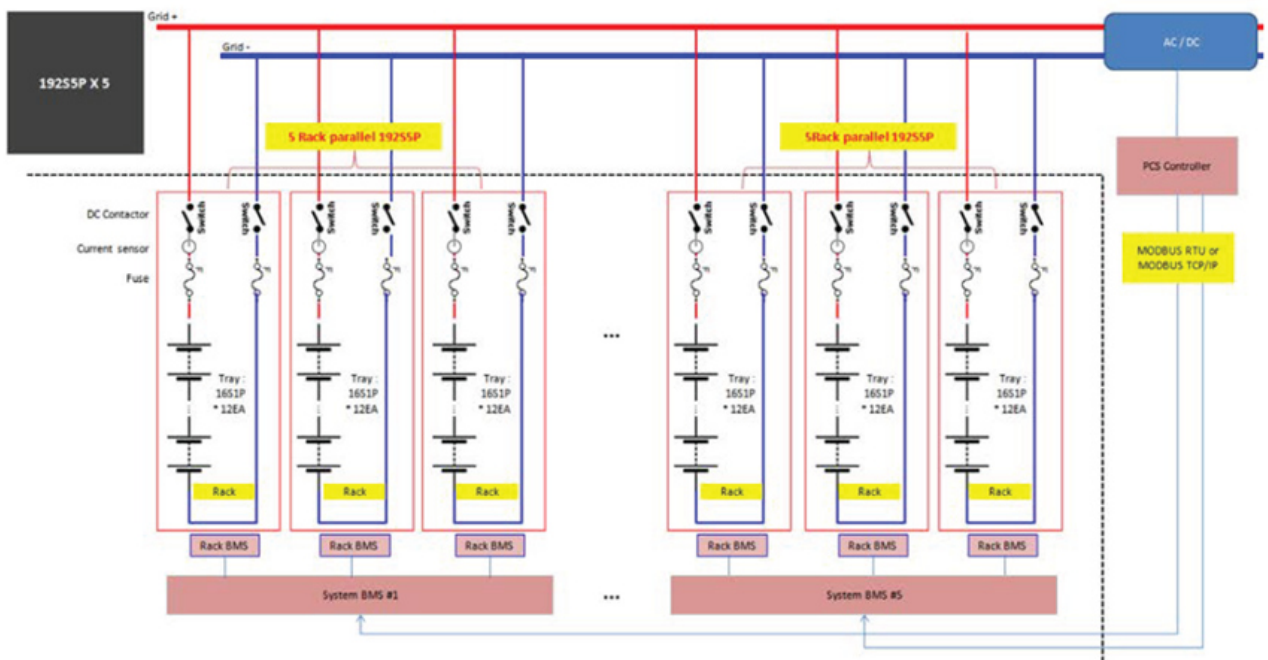 Grid +
Grid -
AC / DC
192S5P X 5
5 Rack parallel 192S5P
5Rack parallel 192S5P
PCS Controller
DC Contactor
Switch
Switch
Switch
Switch
Switch
Switch
Switch
Switch
Switch
Switch
Switch
Switch
Current sensor
Fuse
MODBUS RTU or
MODBUS TCP/IP
F
F
F
F
F
F
F
F
F
F
F
F
...
Tray :
16S1P
* 12EA
Tray :
16S1P
* 12EA
Tray :
16S1P
* 12EA
Tray :
16S1P
* 12EA
Tray :
16S1P
* 12EA
Tray :
16S1P
* 12EA
Rack
Rack
Rack
Rack
Rack
Rack
Rack BMS
Rack BMS
Rack BMS
Rack BMS
Rack BMS
Rack BMS
System BMS #1
...
System BMS #5